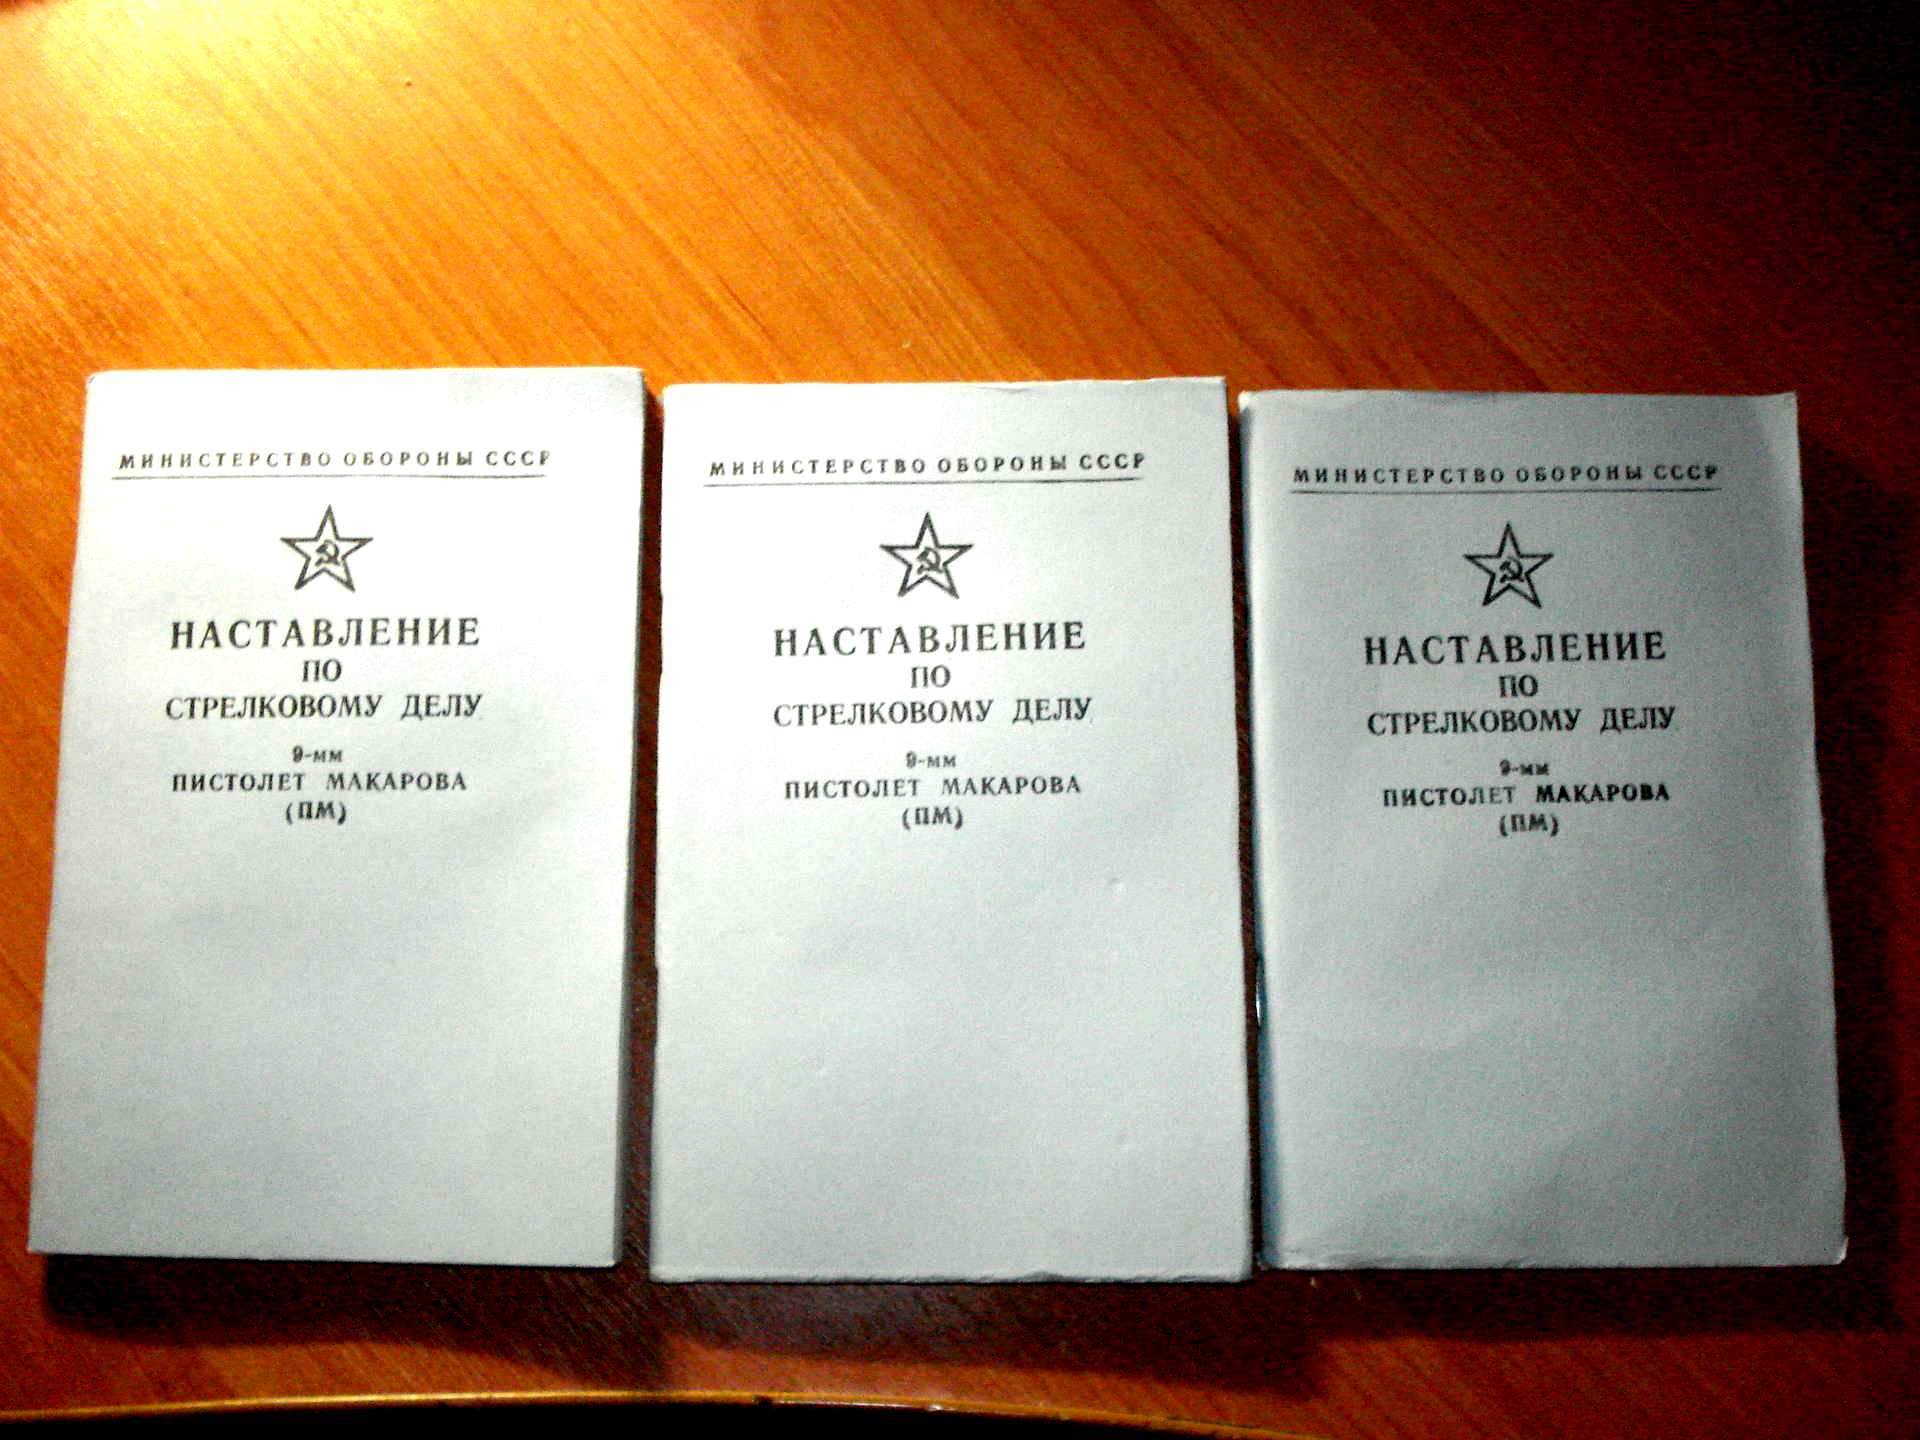 МИНИСТЕРСТВО ОБОРОНЫ СССР
НАСТАВЛЕНИЕ
ПО
СТРЕЛКОВОМУ ДЕЛУ
9-мм
ПИСТОЛЕТ МАКАРОВА
(ПМ)
МИНИСТЕРСТВО ОБОРОНЫ СССР
НАСТАВЛЕНИЕ
ПО
СТРЕЛКОВОМУ ДЕЛУ
9-мм
ПИСТОЛЕТ МАКАРОВА
(ПМ)
МИНИСТЕРСТВО ОБОРОНЫ СССР
НАСТАВЛЕНИЕ
ПО
СТРЕЛКОВОМУ ДЕЛУ
9-мм
ПИСТОЛЕТ МАКАРОВА
(ПМ)